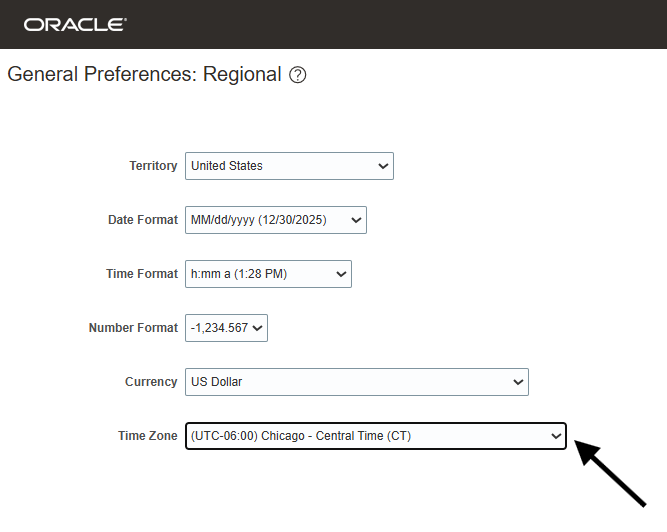 ORACLE
General Preferences: Regional ?
Territory United States
Date Format MM/dd/yyyy (12/30/2025)
Time Format h:mm a (1:28 PM)
Number Format -1,234.567
Currency US Dollar
Time Zone (UTC-06:00) Chicago - Central Time (CT)